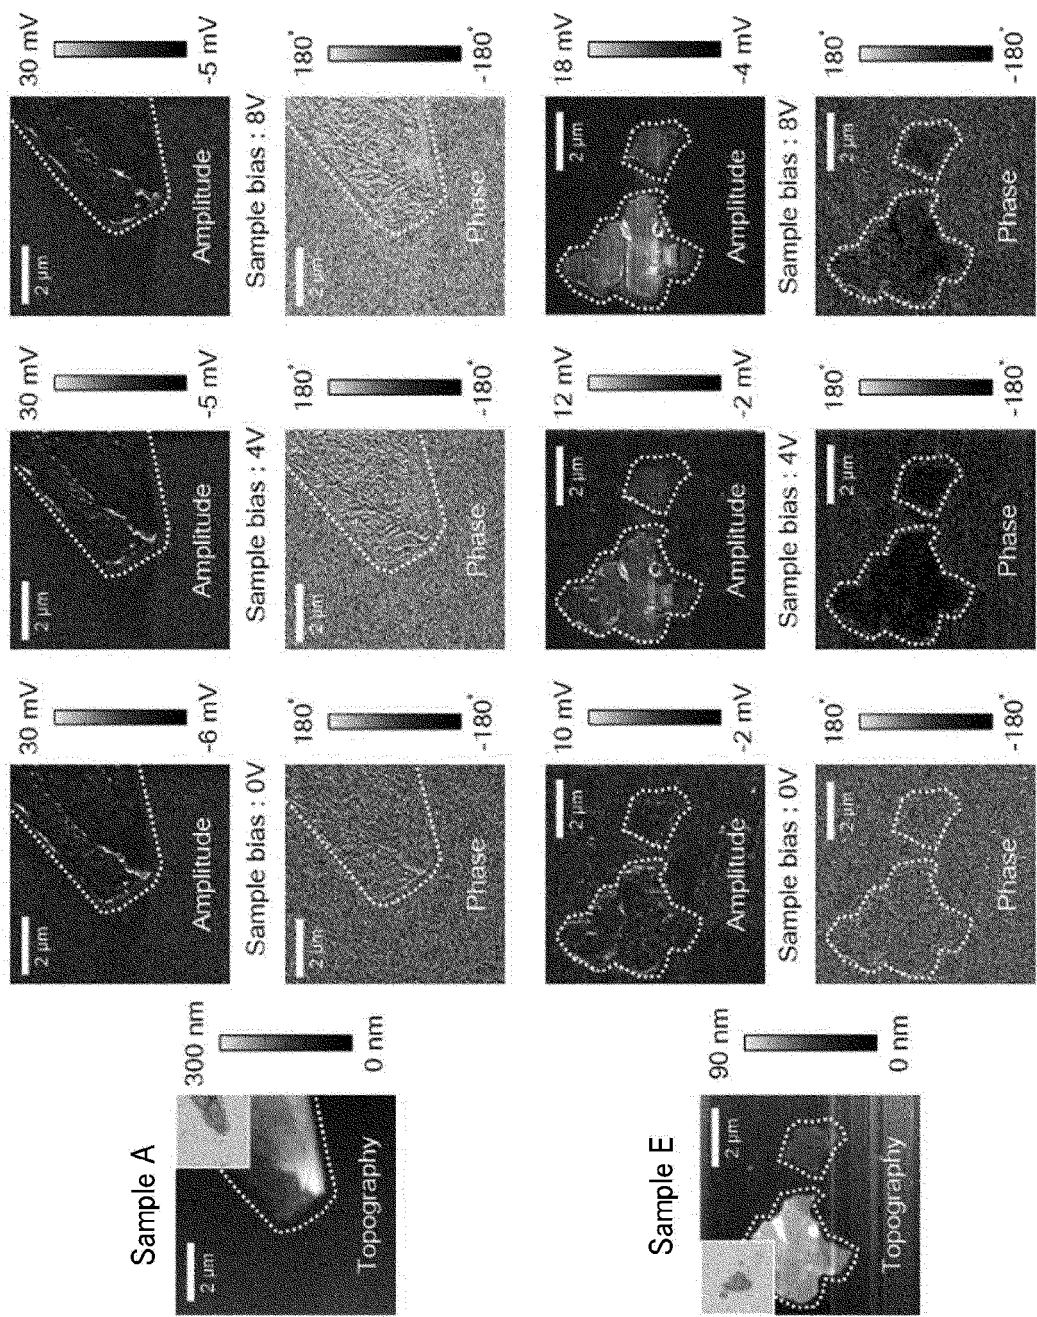 Sample A
2 µm
Topography
300 nm
0 nm
2 µm
Amplitude
30 mV
-6 mV
Sample bias : 0V
2 µm
Phase
180°
-180°
2 µm
Amplitude
30 mV
-5 mV
Sample bias : 4V
2 µm
Phase
180°
-180°
2 µm
Amplitude
30 mV
-5 mV
Sample bias : 8V
2 µm
Phase
180°
-180°
Sample E
2 µm
Topography
90 nm
0 nm
2 µm
Amplitude
10 mV
-2 mV
Sample bias : 0V
2 µm
Phase
180°
-180°
2 µm
Amplitude
12 mV
-2 mV
Sample bias : 4V
2 µm
Phase
180°
-180°
2 µm
Amplitude
18 mV
-4 mV
Sample bias : 8V
2 µm
Phase
180°
-180°